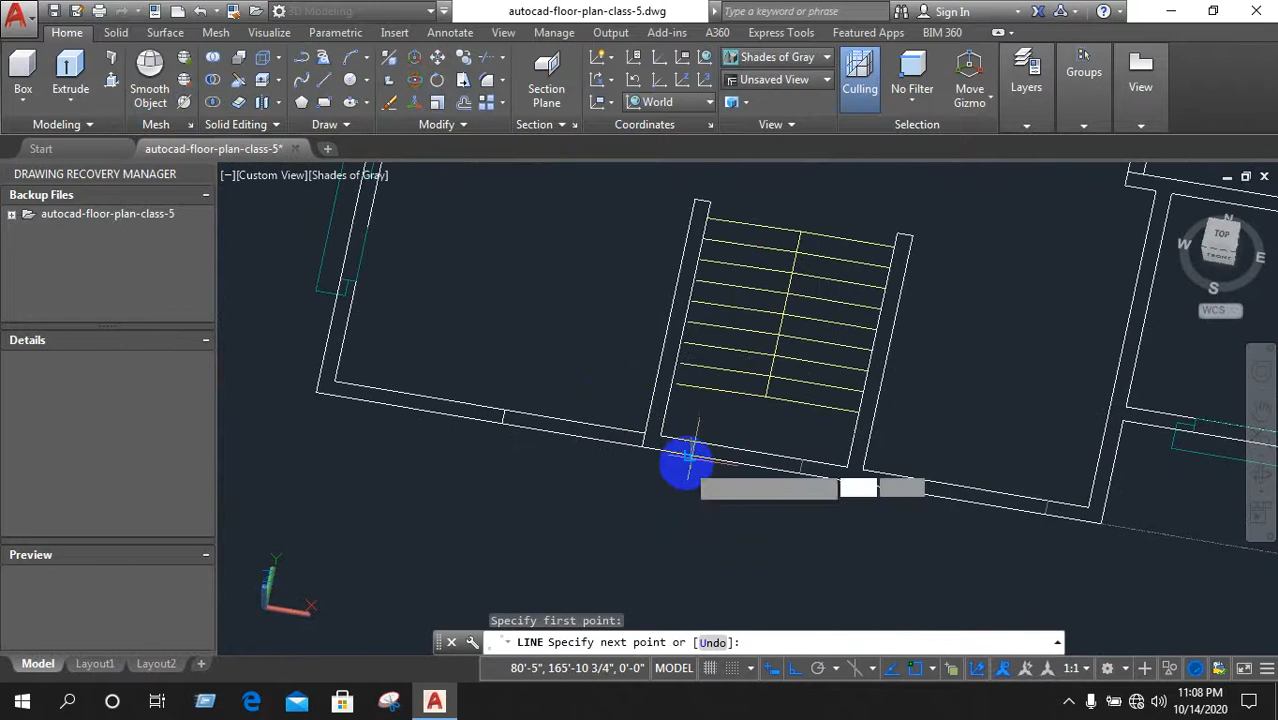 3D Modeling
autocad-floor-plan-class-5.dwg
Type a keyword or phrase
Sign In
Home Solid Surface Mesh Visualize Parametric Insert Annotate View Manage Output Add-ins A360 Express Tools Featured Apps BIM 360
Box Extrude Smooth Object Section Plane World Shades of Gray Unsaved View Culling No Filter Move Gizmo Layers Groups View
Modeling Mesh Solid Editing Draw Modify Section Coordinates View Selection
Start autocad-floor-plan-class-5*
DRAWING RECOVERY MANAGER
Backup Files
autocad-floor-plan-class-5
Details
Preview
[−][Custom View][Shades of Gray]
N
W TOP E
FRONT
S
WCS
Y
X
Specify first point:
LINE Specify next point or [Undo]:
Model Layout1 Layout2
80'-5", 165'-10 3/4", 0'-0" MODEL 1:1
11:08 PM
10/14/2020